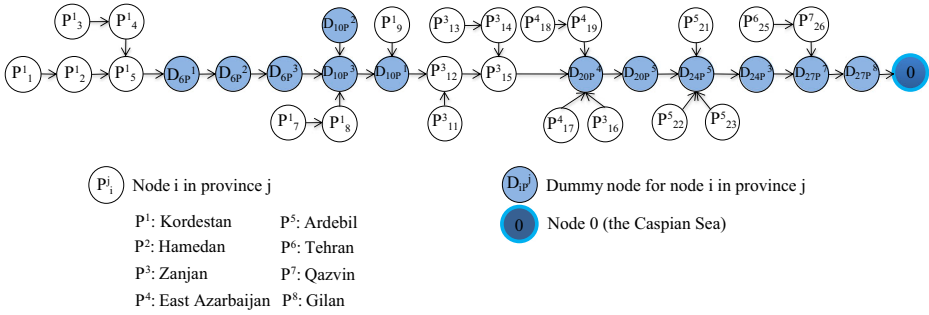 P¹₃ P¹₄ D₁₀P² P¹₉ P³₁₃ P³₁₄ P⁴₁₈ P⁴₁₉ P⁵₂₁ P⁶₂₅ P⁷₂₆
P¹₁ P¹₂ P¹₅ D₆P¹ D₆P² D₆P³ D₁₀P³ D₁₀P¹ P³₁₂ P³₁₅ D₂₀P⁴ D₂₀P⁵ D₂₄P⁵ D₂₄P³ D₂₇P⁷ D₂₇P⁸ 0
P¹₇ P¹₈ P³₁₁ P⁴₁₇ P³₁₆ P⁵₂₂ P⁵₂₃
Pʲᵢ Node i in province j
DᵢPʲ Dummy node for node i in province j
P¹: Kordestan P⁵: Ardebil
0 Node 0 (the Caspian Sea)
P²: Hamedan P⁶: Tehran
P³: Zanjan P⁷: Qazvin
P⁴: East Azarbaijan P⁸: Gilan